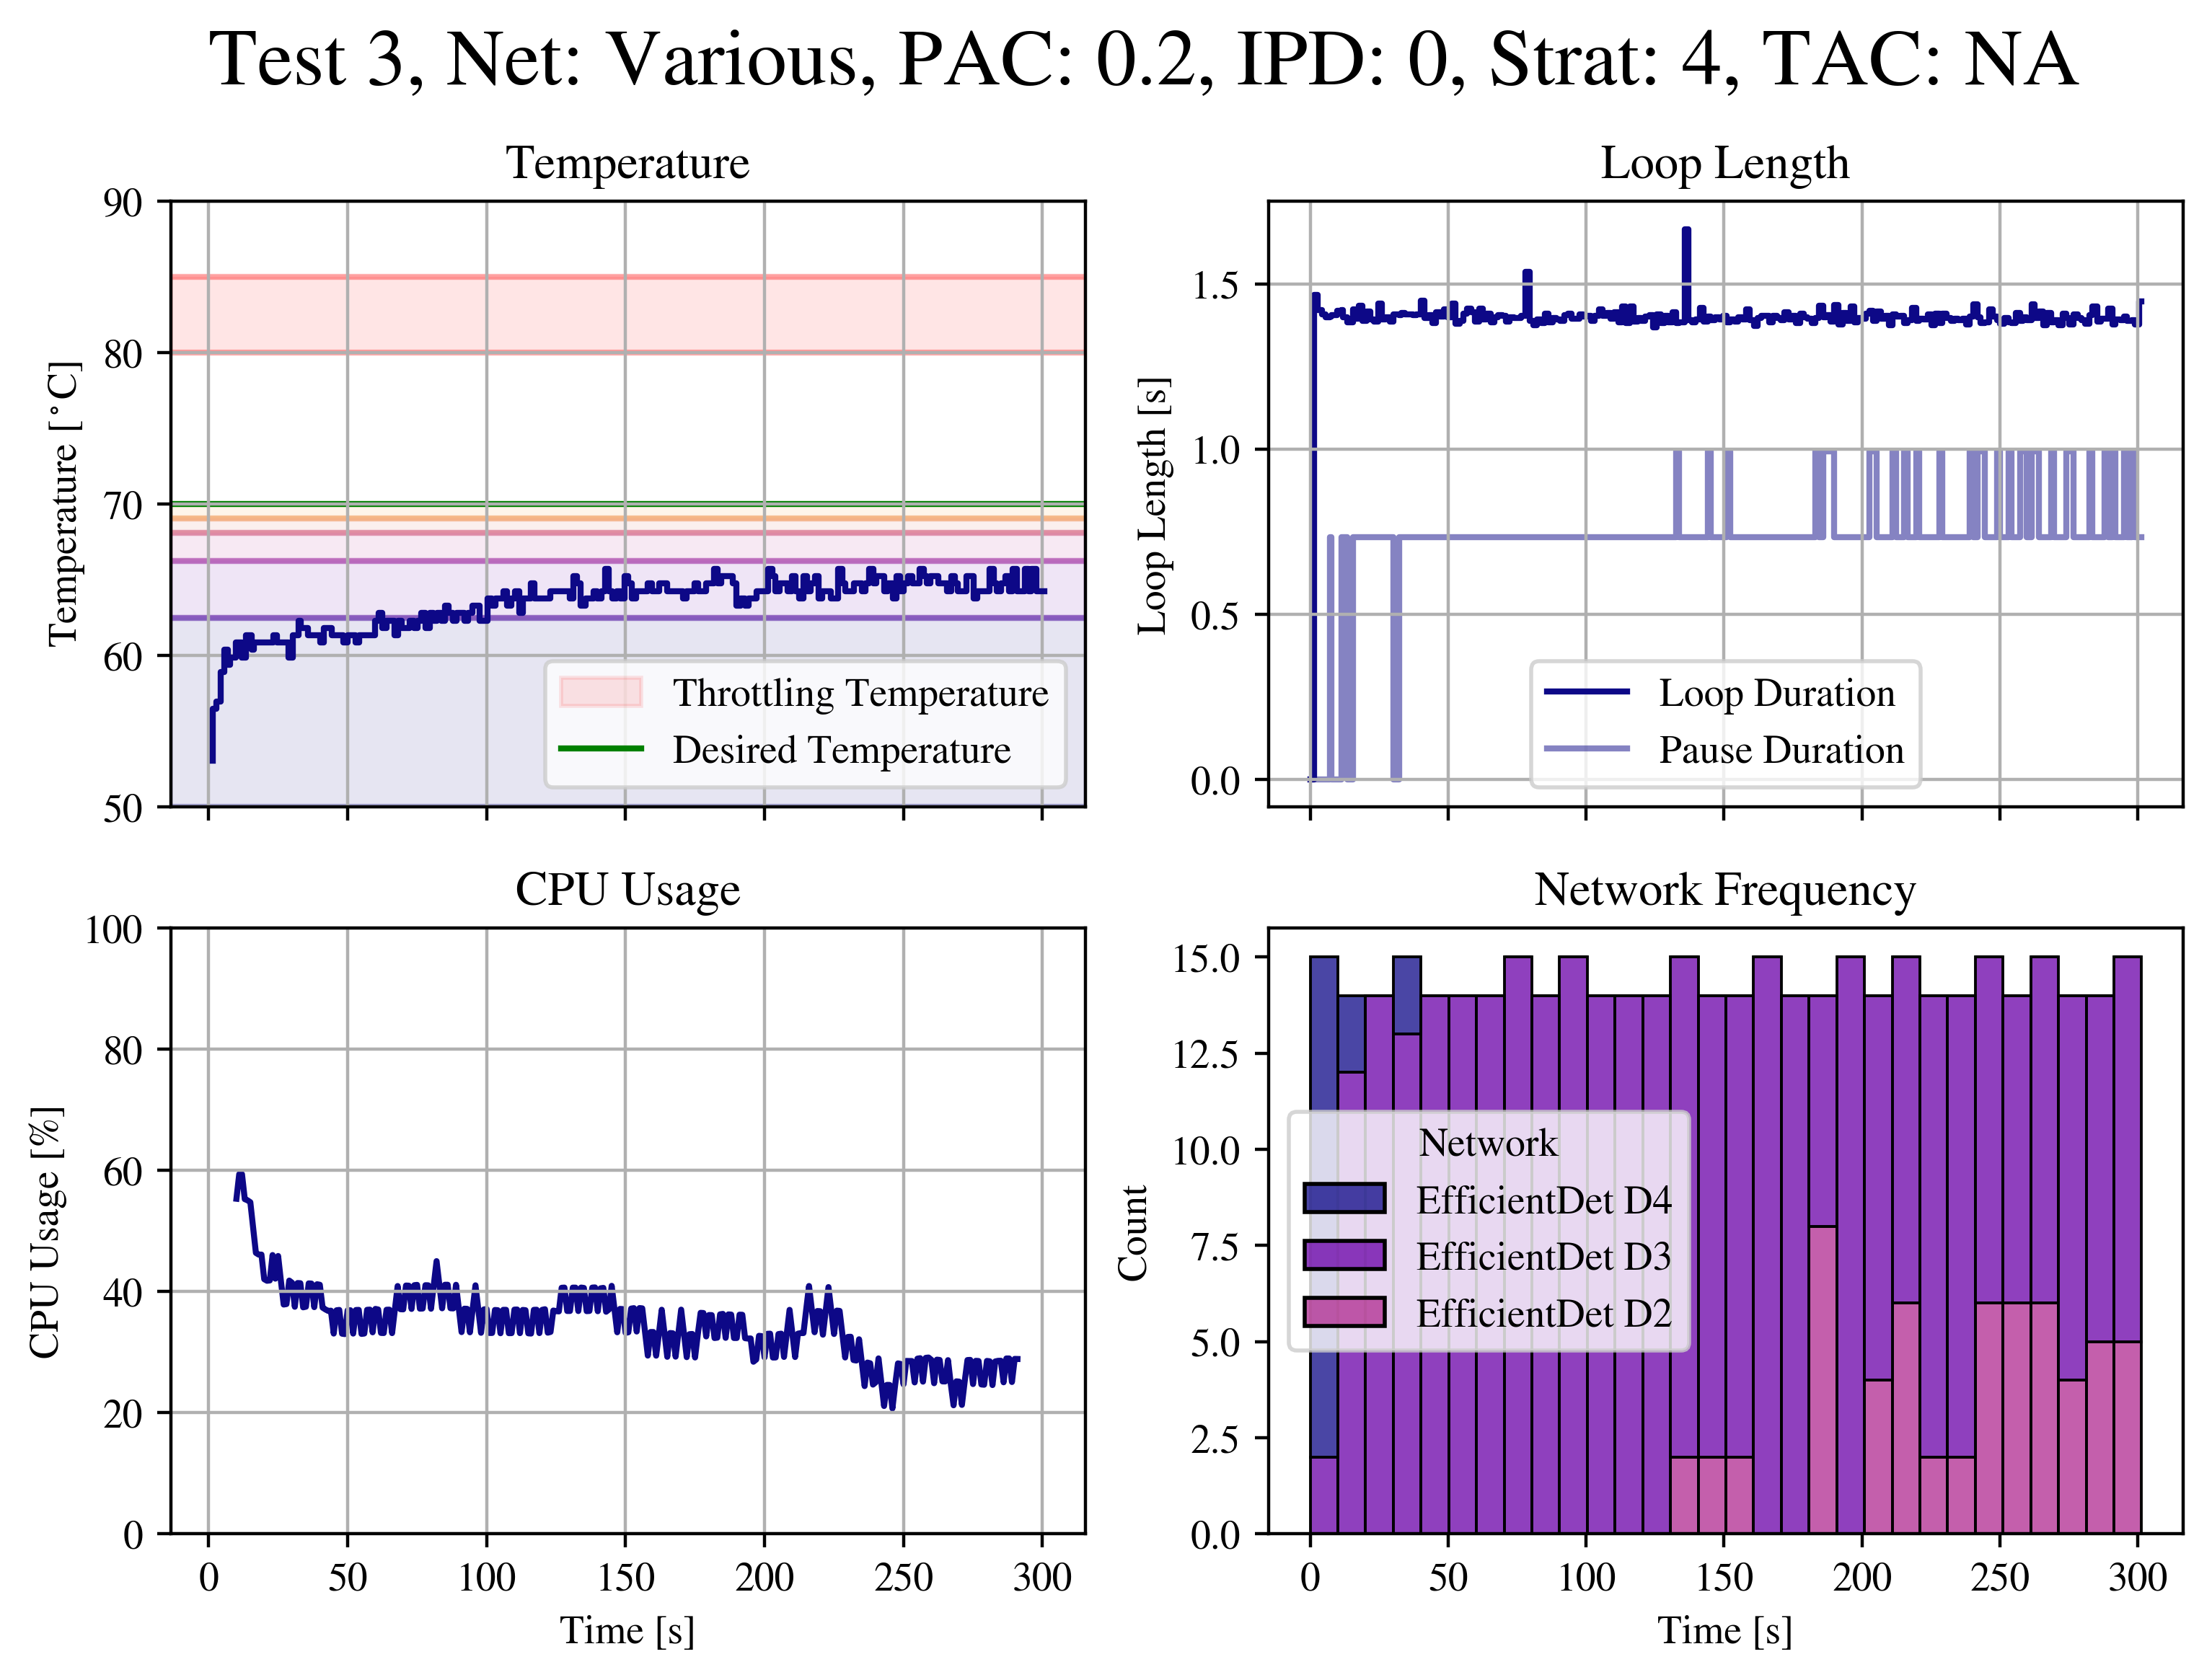 Test 3, Net: Various, PAC: 0.2, IPD: 0, Strat: 4, TAC: NA
Temperature
Temperature [°C]
90
80
70
60
50
Throttling Temperature
Desired Temperature
Loop Length
Loop Length [s]
1.5
1.0
0.5
0.0
Loop Duration
Pause Duration
CPU Usage
CPU Usage [%]
100
80
60
40
20
0
0 50 100 150 200 250 300
Time [s]
Network Frequency
Count
15.0
12.5
10.0
7.5
5.0
2.5
0.0
Network
EfficientDet D4
EfficientDet D3
EfficientDet D2
0 50 100 150 200 250 300
Time [s]